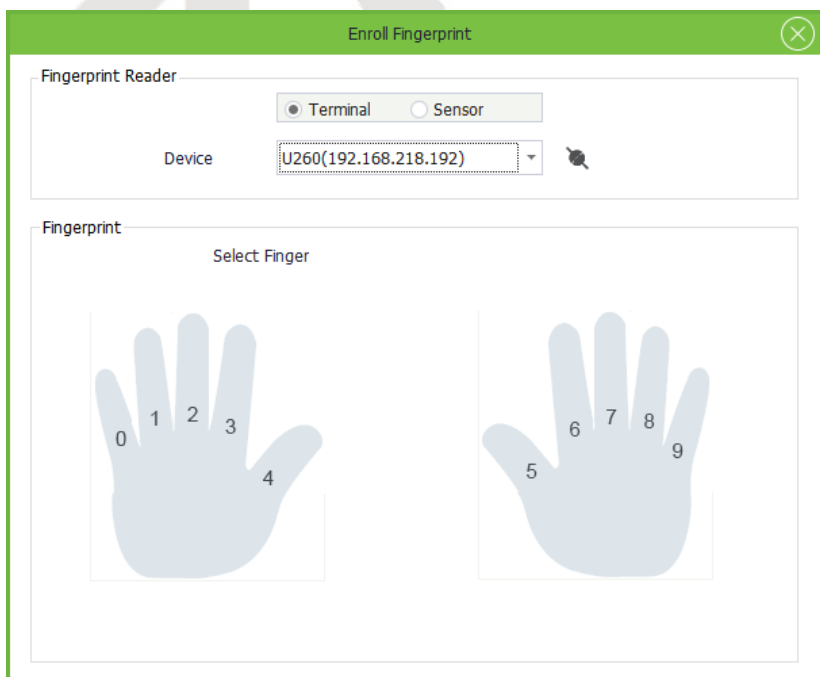 Enroll Fingerprint
Fingerprint Reader
Terminal Sensor
Device U260(192.168.218.192)
Fingerprint
Select Finger
0 1 2 3 4 5 6 7 8 9